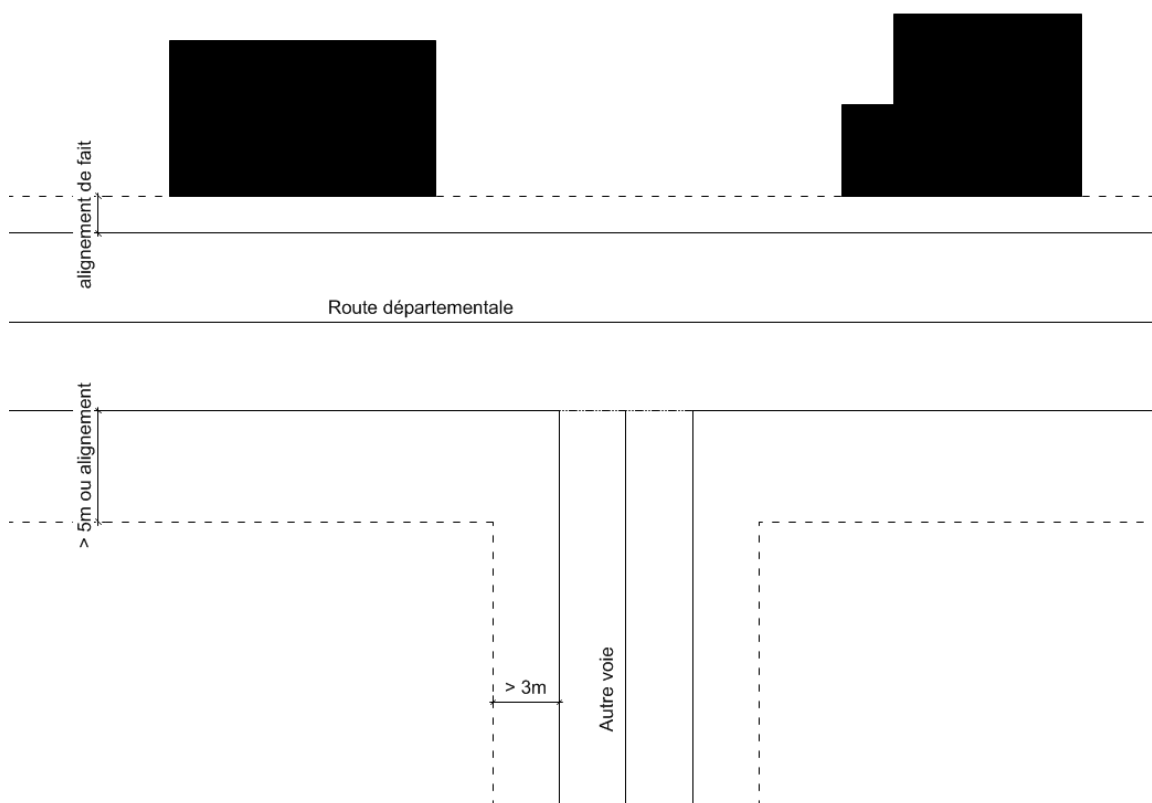 alignement de fait
Route départementale
> 5m ou alignement
> 3m
Autre voie